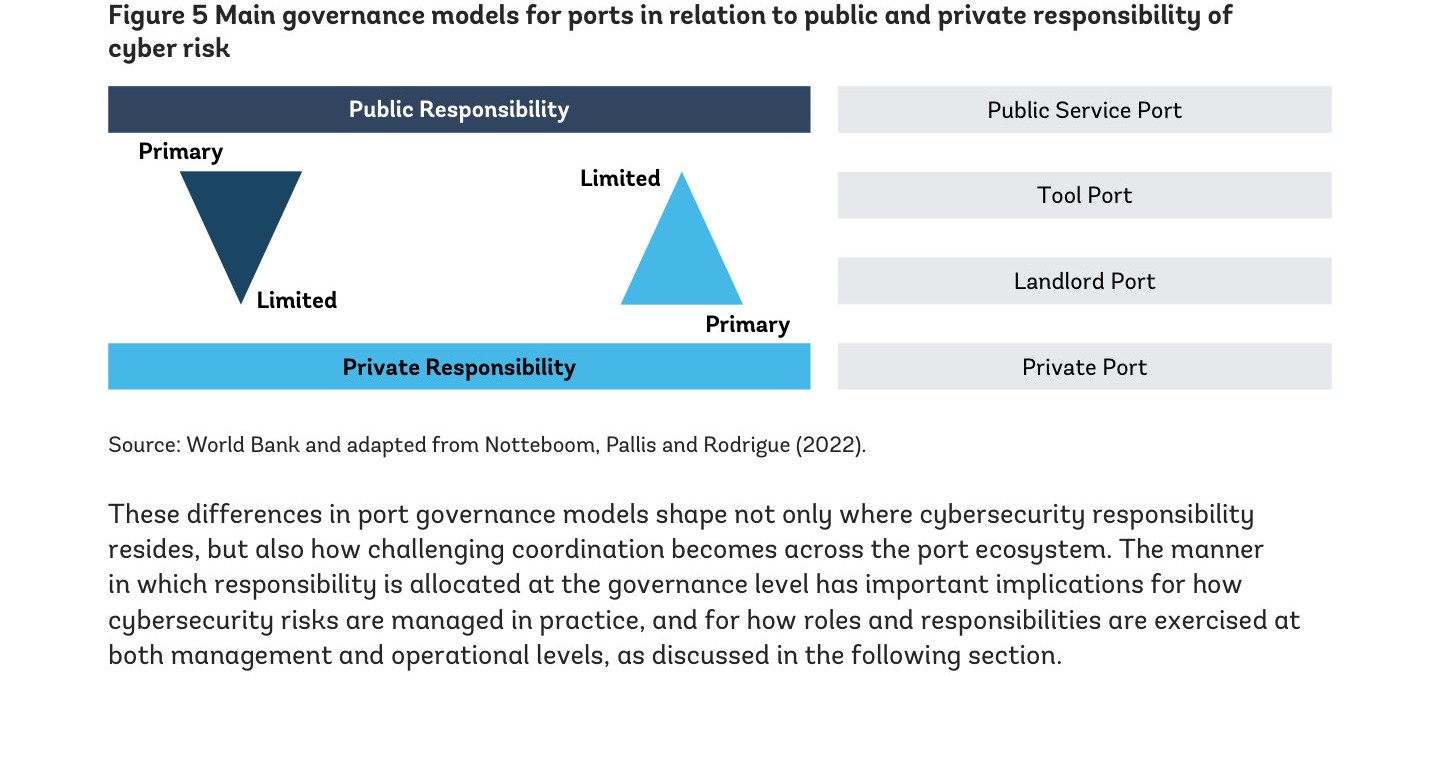 Figure 5 Main governance models for ports in relation to public and private responsibility of
cyber risk
Public Responsibility
Public Service Port
Primary
Limited
Tool Port
Landlord Port
Limited
Primary
Private Responsibility
Private Port
Source: World Bank and adapted from Notteboom, Pallis and Rodrigue (2022).
These differences in port governance models shape not only where cybersecurity responsibility
resides, but also how challenging coordination becomes across the port ecosystem. The manner
in which responsibility is allocated at the governance level has important implications for how
cybersecurity risks are managed in practice, and for how roles and responsibilities are exercised at
both management and operational levels, as discussed in the following section.